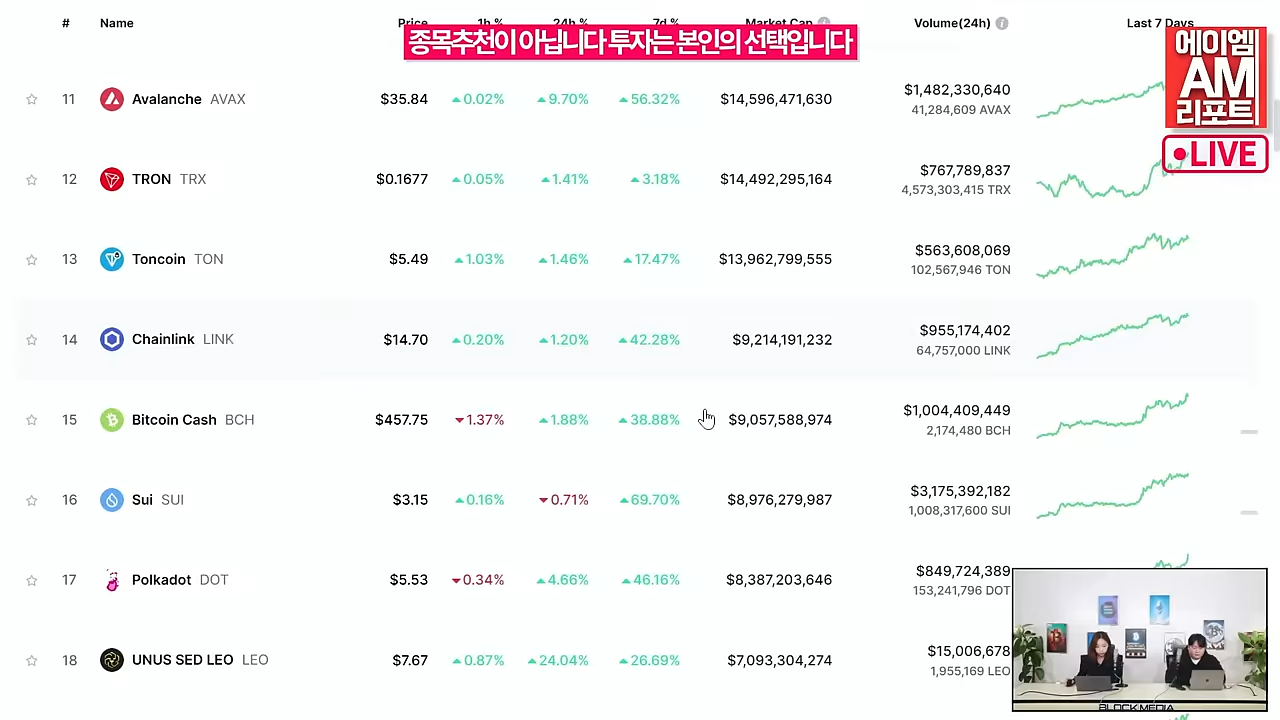 # Name Price 1h % 24h % 7d % Market Cap Volume(24h) Last 7 Days
종목추천이 아닙니다 투자는 본인의 선택입니다
에이엠
AM
리포트
LIVE
11 Avalanche AVAX $35.84 0.02% 9.70% 56.32% $14,596,471,630 $1,482,330,640
41,284,609 AVAX
12 TRON TRX $0.1677 0.05% 1.41% 3.18% $14,492,295,164 $767,789,837
4,573,303,415 TRX
13 Toncoin TON $5.49 1.03% 1.46% 17.47% $13,962,799,555 $563,608,069
102,567,946 TON
14 Chainlink LINK $14.70 0.20% 1.20% 42.28% $9,214,191,232 $955,174,402
64,757,000 LINK
15 Bitcoin Cash BCH $457.75 1.37% 1.88% 38.88% $9,057,588,974 $1,004,409,449
2,174,480 BCH
16 Sui SUI $3.15 0.16% 0.71% 69.70% $8,976,279,987 $3,175,392,182
1,008,317,600 SUI
17 Polkadot DOT $5.53 0.34% 4.66% 46.16% $8,387,203,646 $849,724,389
153,241,796 DOT
18 UNUS SED LEO LEO $7.67 0.87% 24.04% 26.69% $7,093,304,274 $15,006,678
1,955,169 LEO
BLOCKMEDIA